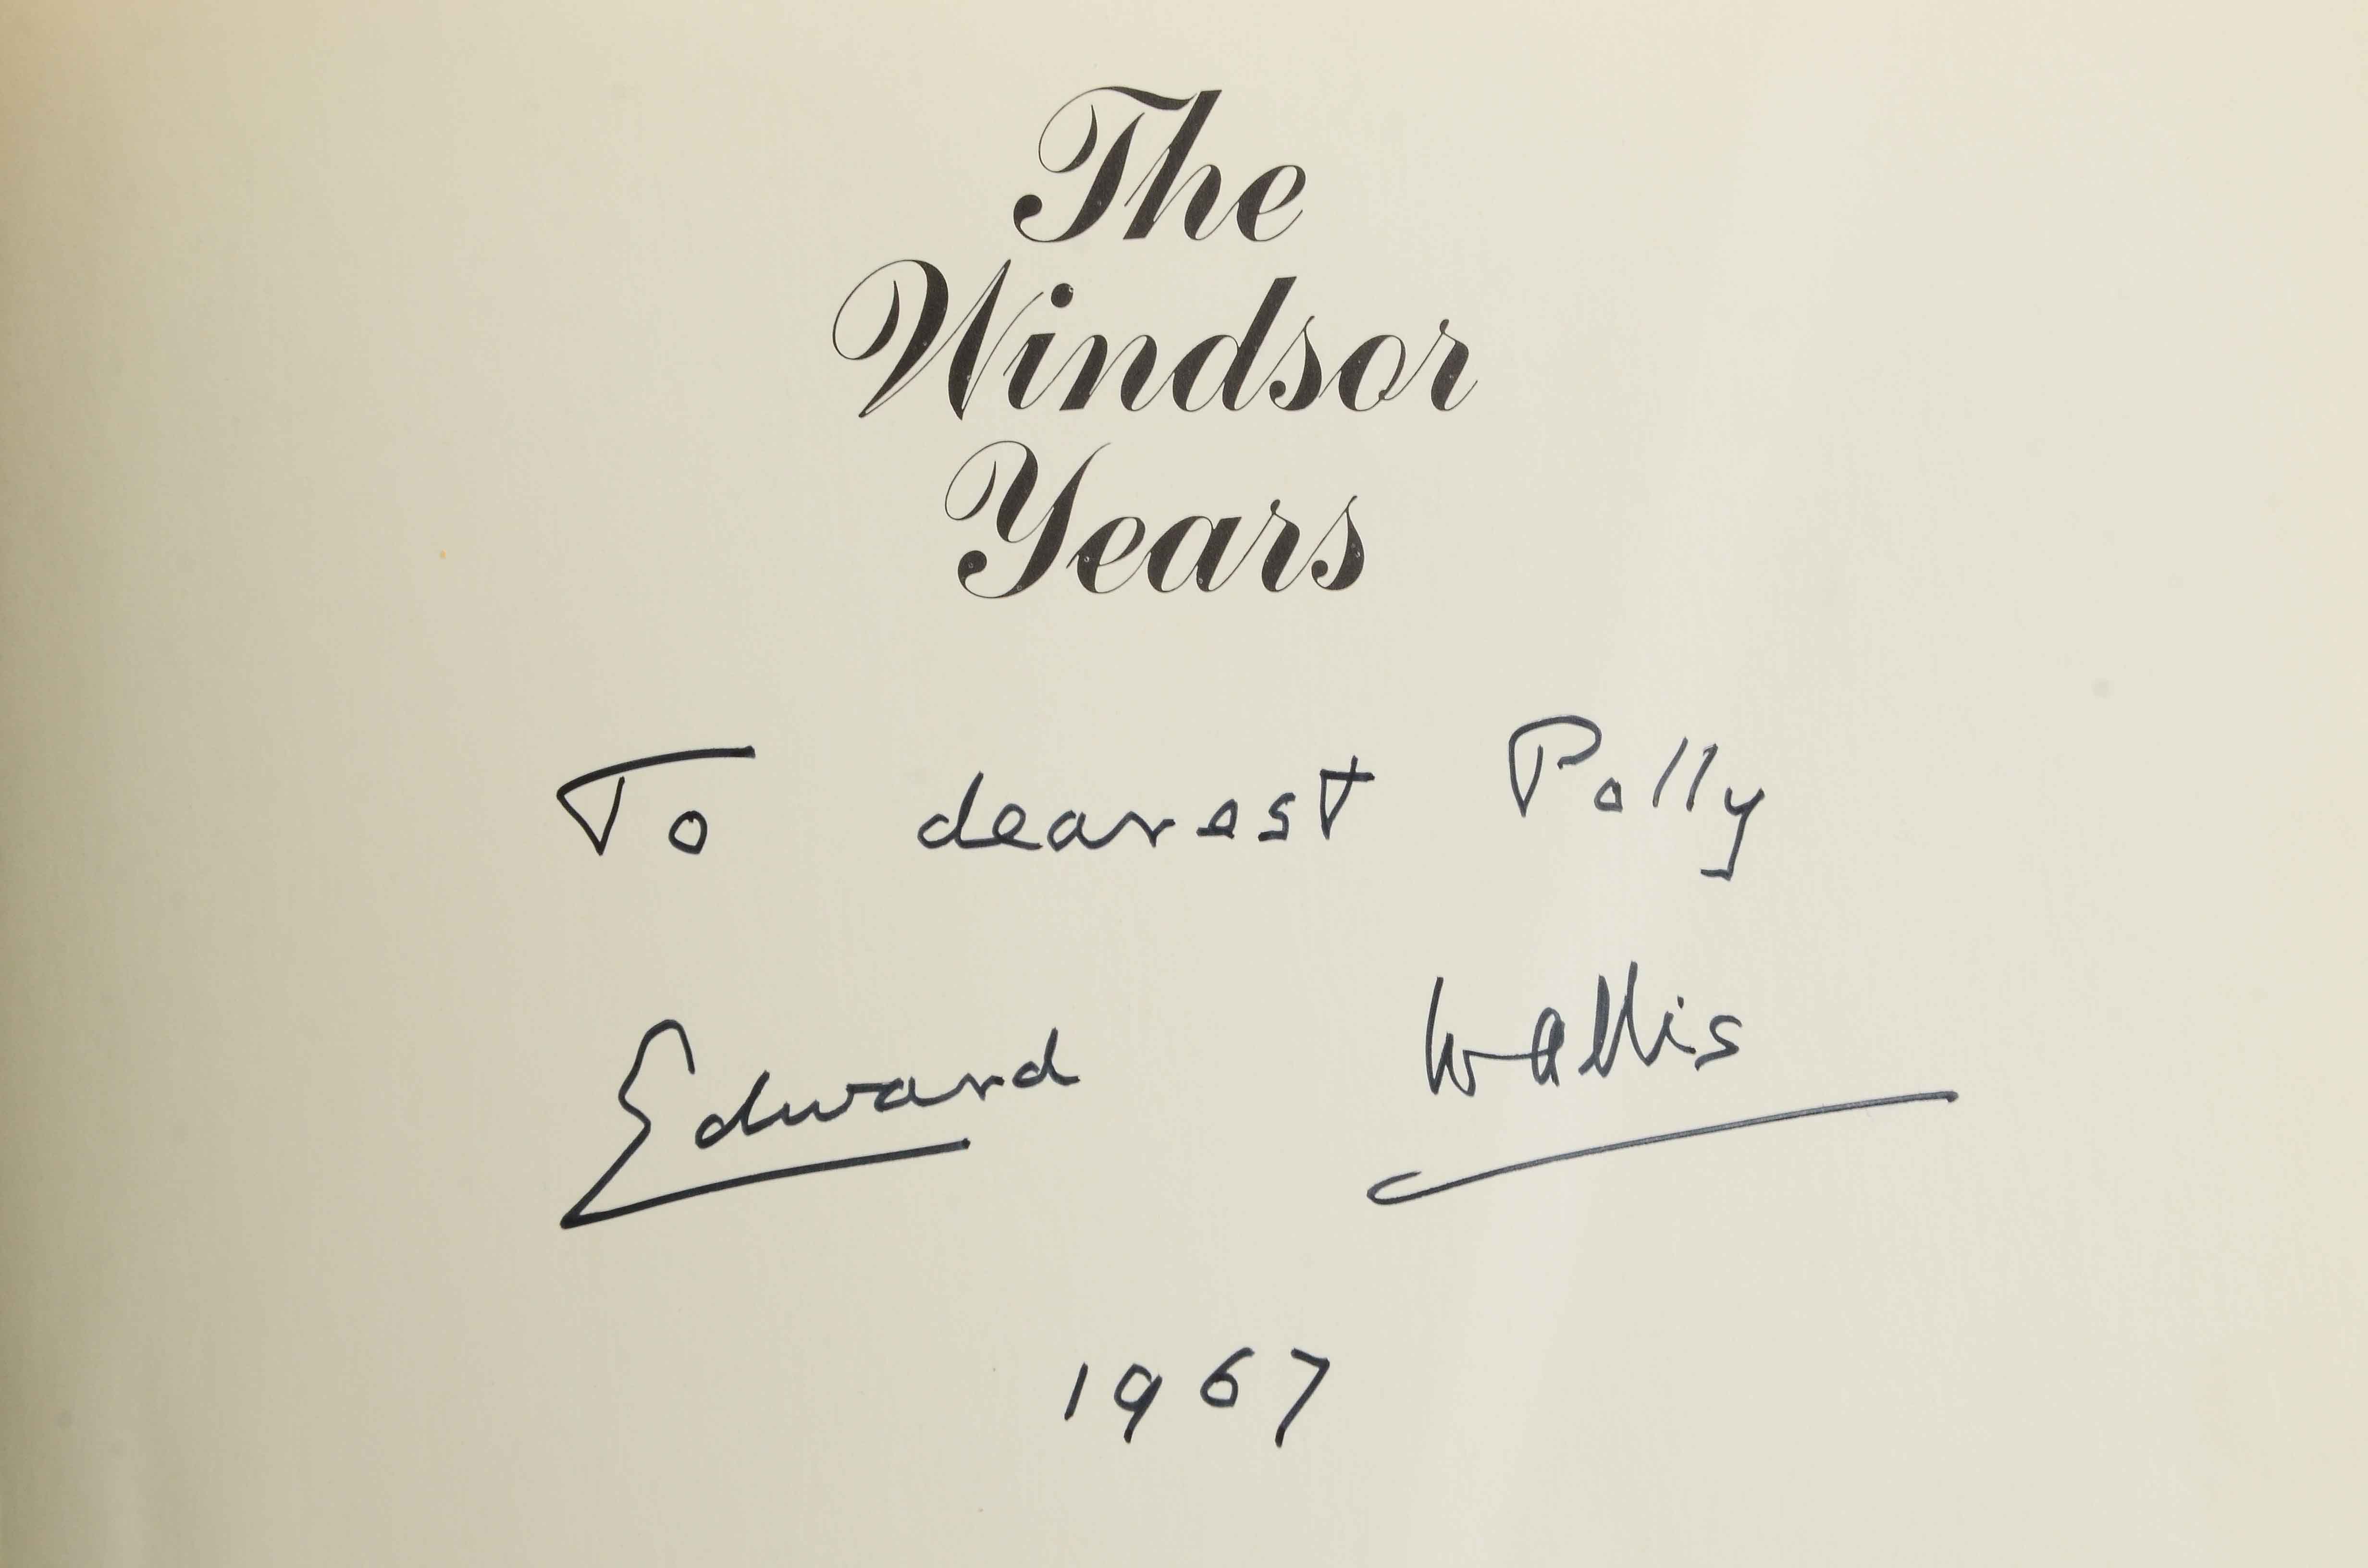 The
Windsor
Years
To dearest Polly
Edward Wallis
1967